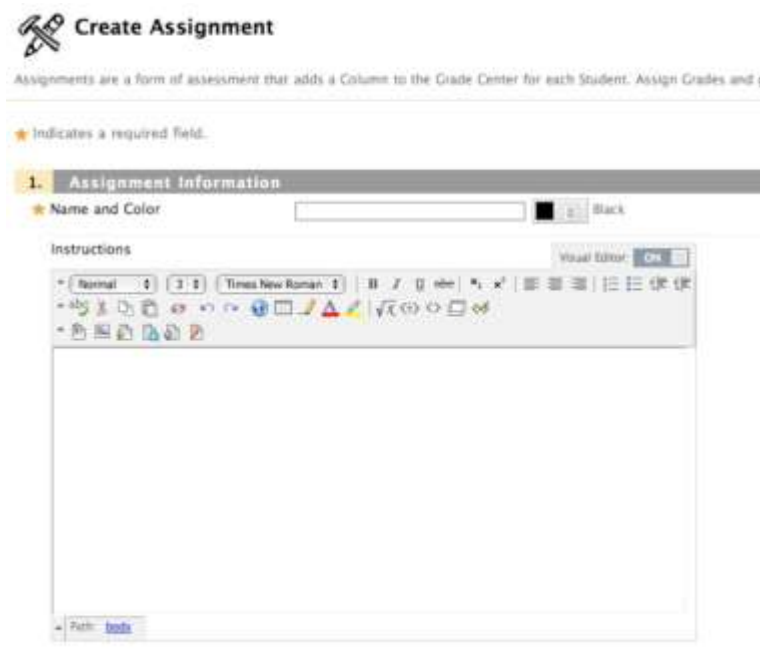 Create Assignment
Assignments are a form of assessment that adds a Column to the Grade Center for each Student. Assign Grades and
Indicates a required field.
1. Assignment Information
Name and Color Black
Instructions
Visual Editor: ON
Normal 3 Times New Roman B I U abc
abc
Path: body